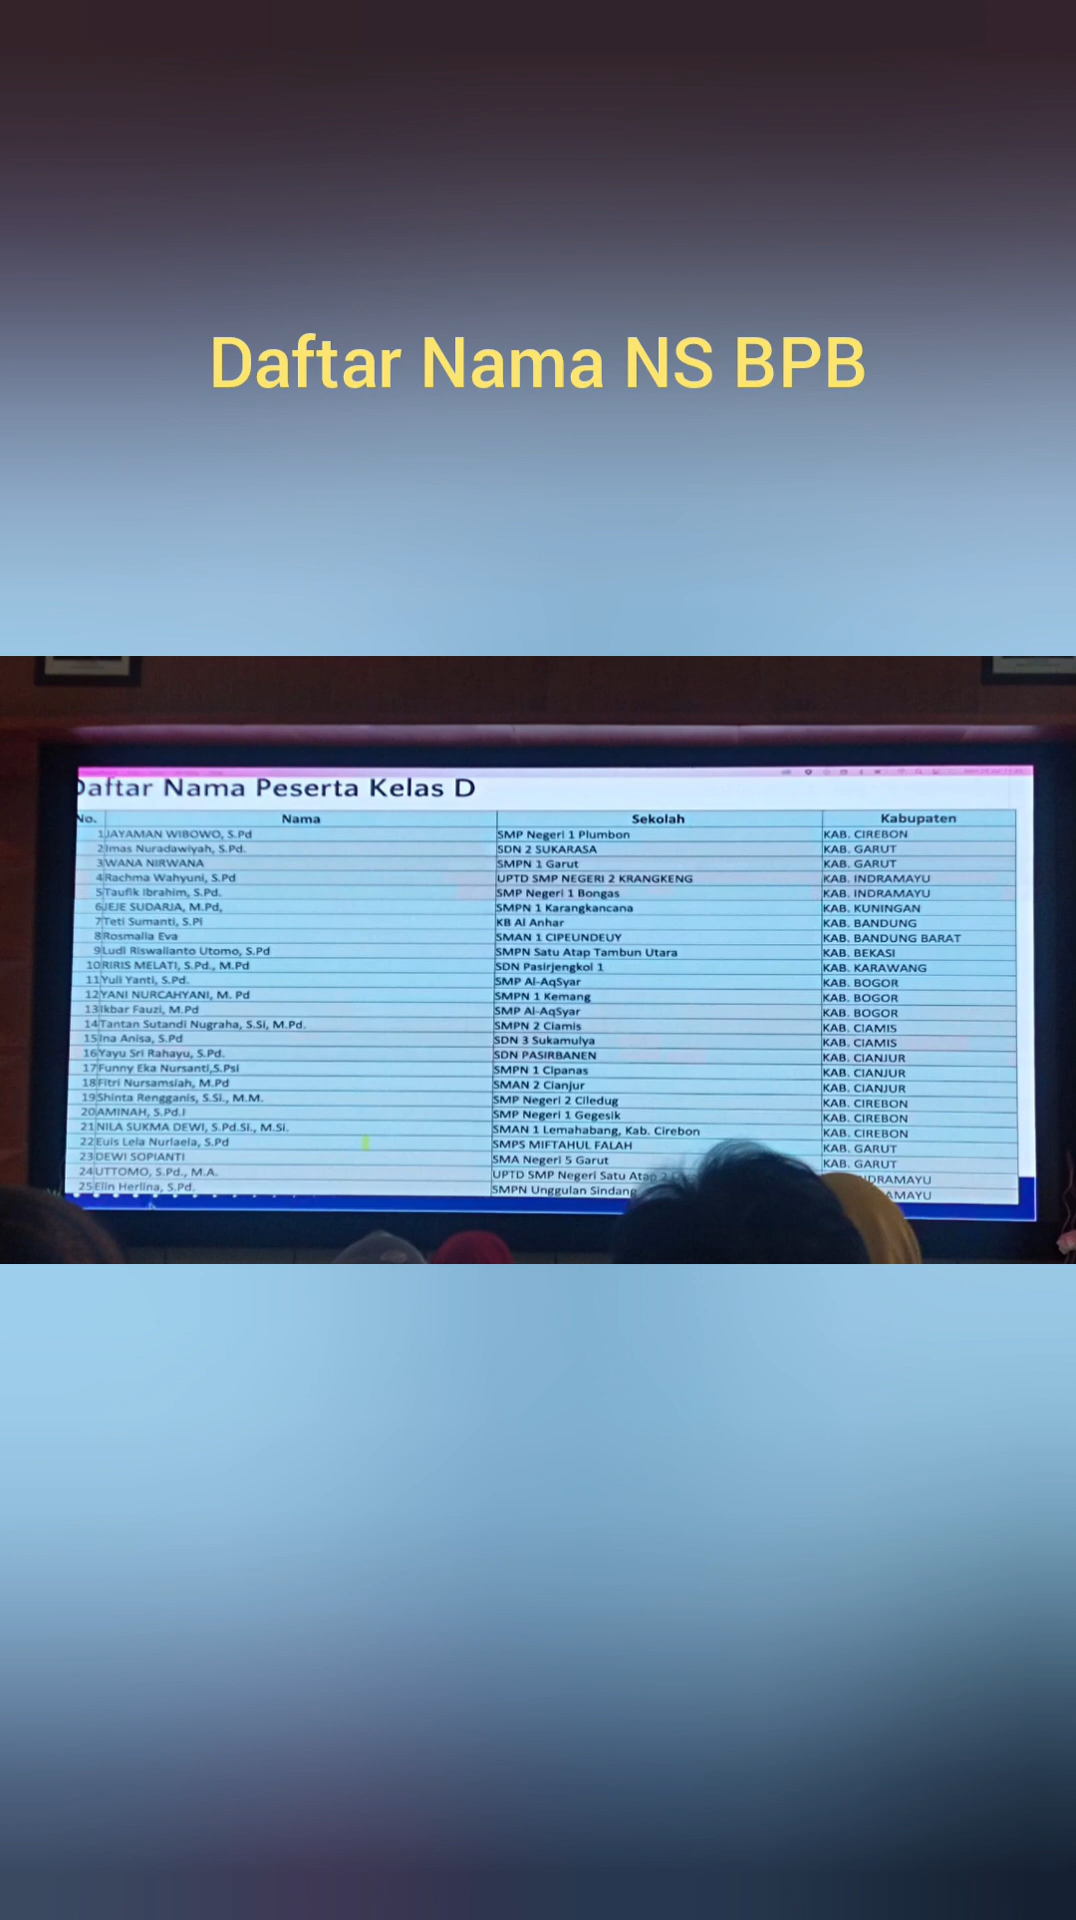 Daftar Nama NS BPB
Daftar Nama Peserta Kelas D
No. Nama Sekolah Kabupaten
1 JAYAMAN WIBOWO, S.Pd SMP Negeri 1 Plumbon KAB. CIREBON
2 Imas Nuradawiyah, S.Pd. SDN 2 SUKARASA KAB. GARUT
3 WANA NIRWANA SMPN 1 Garut KAB. GARUT
4 Rachma Wahyuni, S.Pd UPTD SMP NEGERI 2 KRANGKENG KAB. INDRAMAYU
5 Taufik Ibrahim, S.Pd. SMP Negeri 1 Bongas KAB. INDRAMAYU
6 JEJE SUDARJA, M.Pd, SMPN 1 Karangkancana KAB. KUNINGAN
7 Teti Sumanti, S.PI KB Al Anhar KAB. BANDUNG
8 Rosmalia Eva SMAN 1 CIPEUNDEUY KAB. BANDUNG BARAT
9 Ludi Riswalianto Utomo, S.Pd SMPN Satu Atap Tambun Utara KAB. BEKASI
10 RIRIS MELATI, S.Pd., M.Pd SDN Pasirjengkol 1 KAB. KARAWANG
11 Yuli Yanti, S.Pd. SMP Al-AqSyar KAB. BOGOR
12 YANI NURCAHYANI, M. Pd SMPN 1 Kemang KAB. BOGOR
13 Ikbar Fauzi, M.Pd SMP Al-AqSyar KAB. BOGOR
14 Tantan Sutandi Nugraha, S.Si, M.Pd. SMPN 2 Ciamis KAB. CIAMIS
15 Ina Anisa, S.Pd SDN 3 Sukamulya KAB. CIAMIS
16 Yayu Sri Rahayu, S.Pd. SDN PASIRBANEN KAB. CIANJUR
17 Funny Eka Nursanti,S.Psi SMPN 1 Cipanas KAB. CIANJUR
18 Fitri Nursamsiah, M.Pd SMAN 2 Cianjur KAB. CIANJUR
19 Shinta Rengganis, S.Si., M.M. SMP Negeri 2 Ciledug KAB. CIREBON
20 AMINAH, S.Pd.I SMP Negeri 1 Gegesik KAB. CIREBON
21 NILA SUKMA DEWI, S.Pd.Si., M.Si. SMAN 1 Lemahabang, Kab. Cirebon KAB. CIREBON
22 Euis Lela Nurlaela, S.Pd SMPS MIFTAHUL FALAH KAB. GARUT
23 DEWI SOPIANTI SMA Negeri 5 Garut KAB. GARUT
24 UTTOMO, S.Pd., M.A. UPTD SMP Negeri Satu Atap 2 NDRAMAYU
25 Elin Herlina, S.Pd. SMPN Unggulan Sindang AMAYU